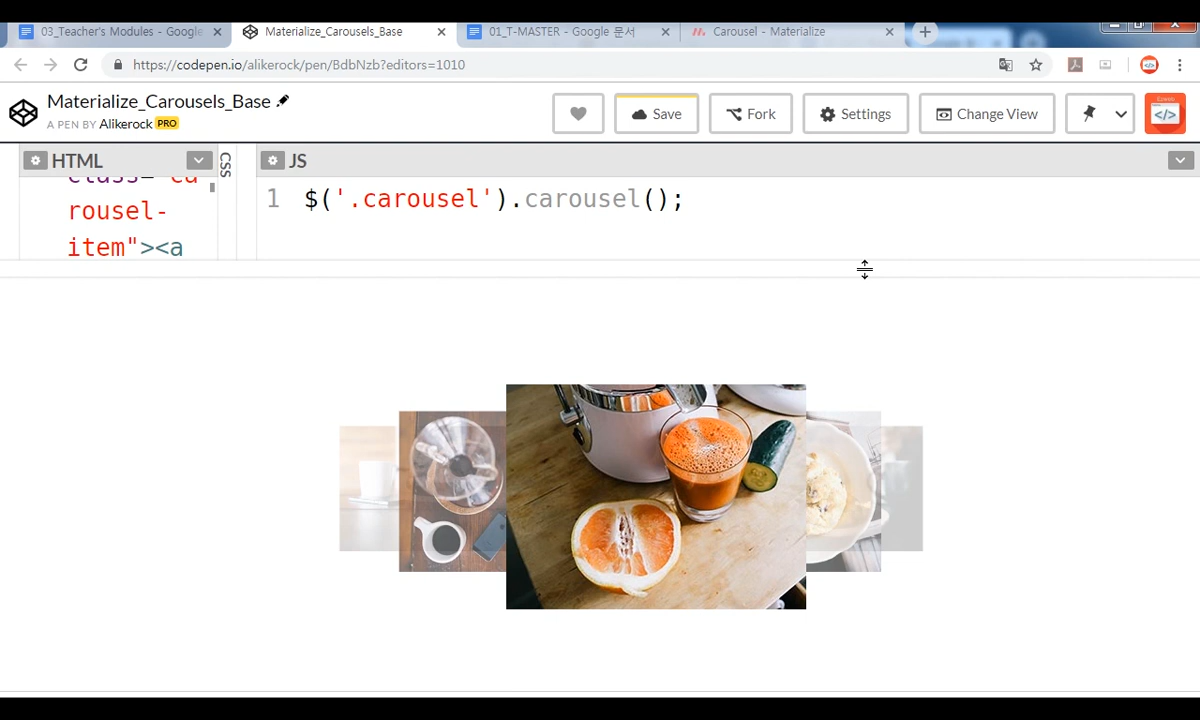 03_Teacher's Modules - Google
Materialize_Carousels_Base
01_T-MASTER - Google 문서
Carousel - Materialize
https://codepen.io/alikerock/pen/BdbNzb?editors=1010
Materialize_Carousels_Base
A PEN BY Alikerock PRO
Save
Fork
Settings
Change View
HTML
CSS
JS
class="ca
rousel-
item"><a
1 $('.carousel').carousel();